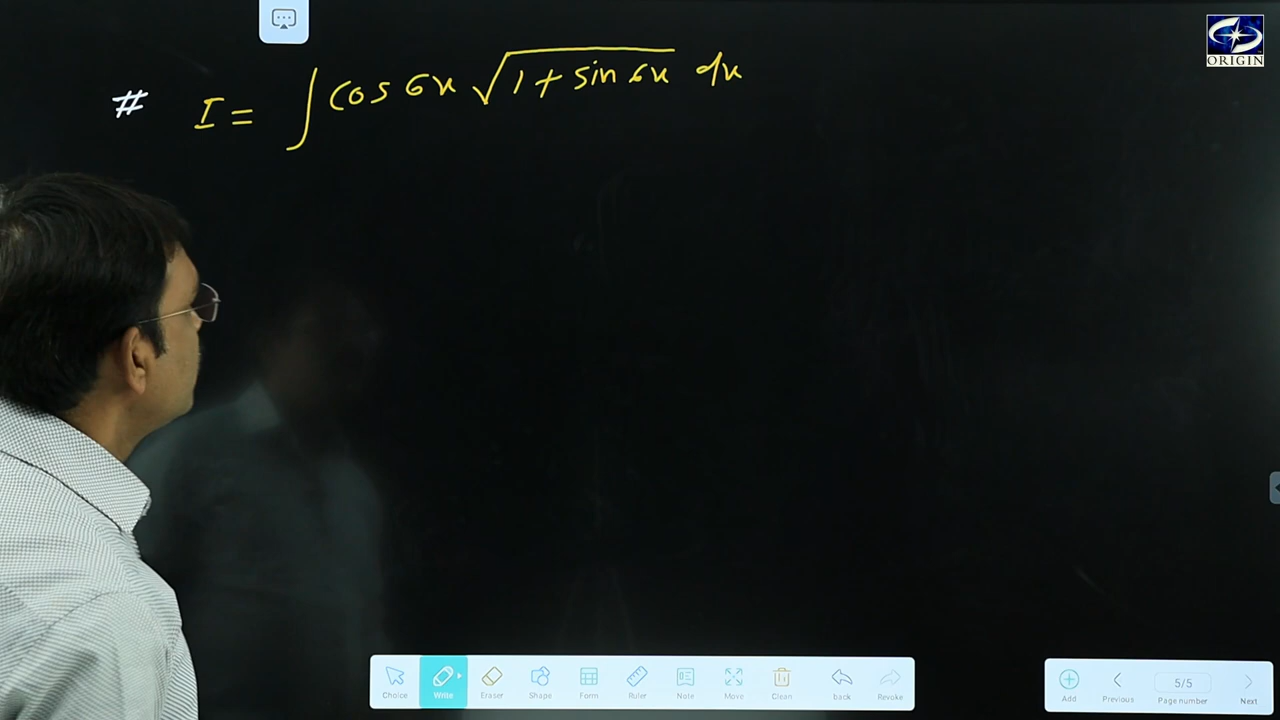 # I = ∫ cos 6x √(1 + sin 6x) dx
ORIGIN
Choice
Write
Eraser
Shape
Form
Ruler
Note
Move
Clean
back
Revoke
Add
Previous
5/5
Page number
Next